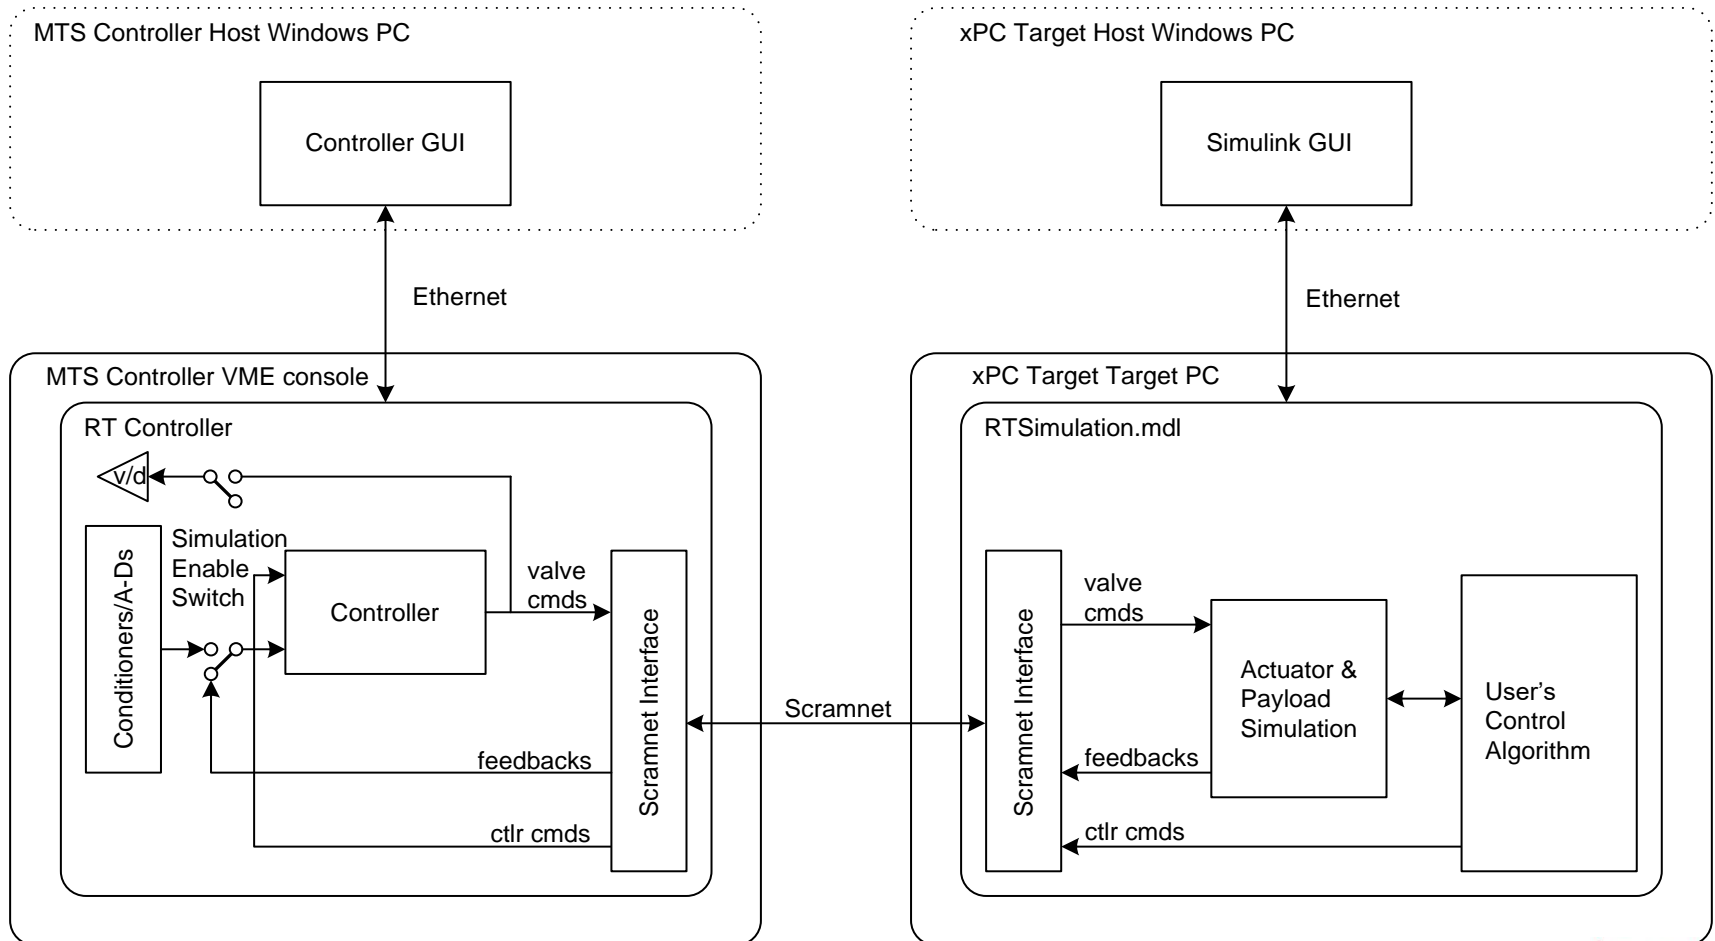 MTS Controller Host Windows PC
Controller GUI
Ethernet
MTS Controller VME console
RT Controller
v/d
Simulation
Enable
Switch
Conditioners/A-Ds
Controller
valve
cmds
Scramnet Interface
feedbacks
ctlr cmds
Scramnet
xPC Target Host Windows PC
Simulink GUI
Ethernet
xPC Target Target PC
RTSimulation.mdl
Scramnet Interface
valve
cmds
Actuator &
Payload
Simulation
feedbacks
ctlr cmds
User's
Control
Algorithm